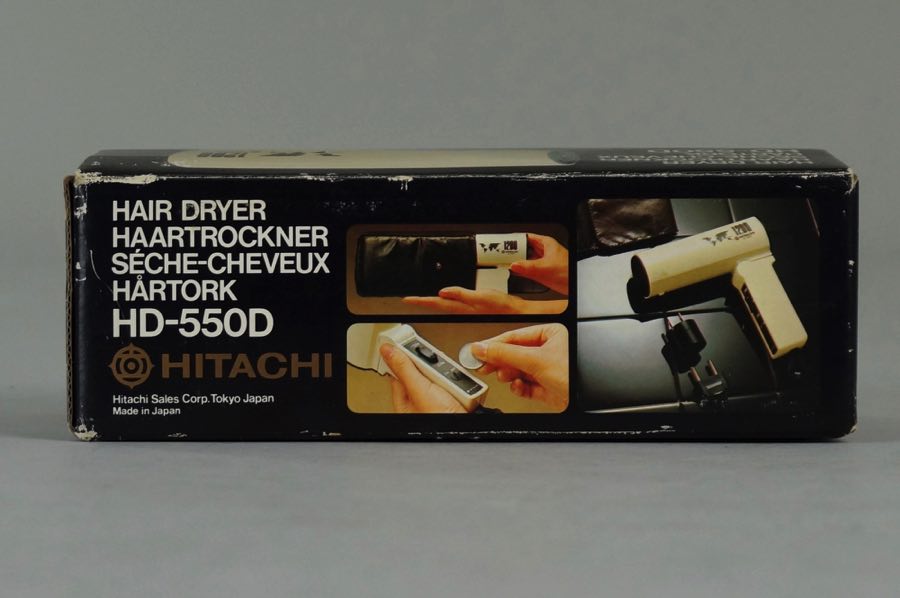 HAIR DRYER
HAARTROCKNER
SÉCHE-CHEVEUX
HÅRTORK
HD-550D
HITACHI
Hitachi Sales Corp. Tokyo Japan
Made in Japan
1200
1200